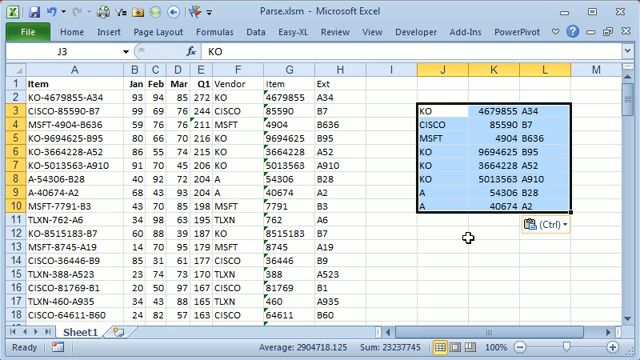 Parse.xlsm - Microsoft Excel
File Home Insert Page Layout Formulas Data Easy-XL Review View Developer Add-Ins PowerPivot
J3 fx KO
A B C D E F G H I J K L M
1 Item Jan Feb Mar Q1 Vendor Item Ext
2 KO-4679855-A34 93 94 85 272 KO 4679855 A34
3 CISCO-85590-B7 99 69 76 244 CISCO 85590 B7 KO 4679855 A34
4 MSFT-4904-B636 59 76 76 211 MSFT 4904 B636 CISCO 85590 B7
5 KO-9694625-B95 80 66 25 171 KO 9694625 B95 MSFT 4904 B636
6 KO-3664228-A52 86 55 74 215 KO 3664228 A52 KO 9694625 B95
7 KO-5013563-A910 91 70 45 206 KO 5013563 A910 KO 3664228 A52
8 A-54306-B28 40 92 72 204 A 54306 B28 KO 5013563 A910
9 A-40674-A2 68 43 93 204 A 40674 A2 A 54306 B28
10 MSFT-7791-B3 43 70 85 198 MSFT 7791 B3 A 40674 A2
11 TLXN-762-A6 34 98 63 195 TLXN 762 A6 (Ctrl)
12 KO-8515183-B7 60 88 39 187 KO 8515183 B7
13 MSFT-8745-A19 14 70 95 179 MSFT 8745 A19
14 CISCO-36446-B9 85 31 61 177 CISCO 36446 B9
15 TLXN-388-A523 23 74 73 170 TLXN 388 A523
16 CISCO-81769-B1 20 50 97 167 CISCO 81769 B1
17 TLXN-460-A935 34 43 88 165 TLXN 460 A935
18 CISCO-64611-B60 24 82 57 163 CISCO 64611 B60
Sheet1
Ready Average: 2904718.125 Sum: 23237745 100%